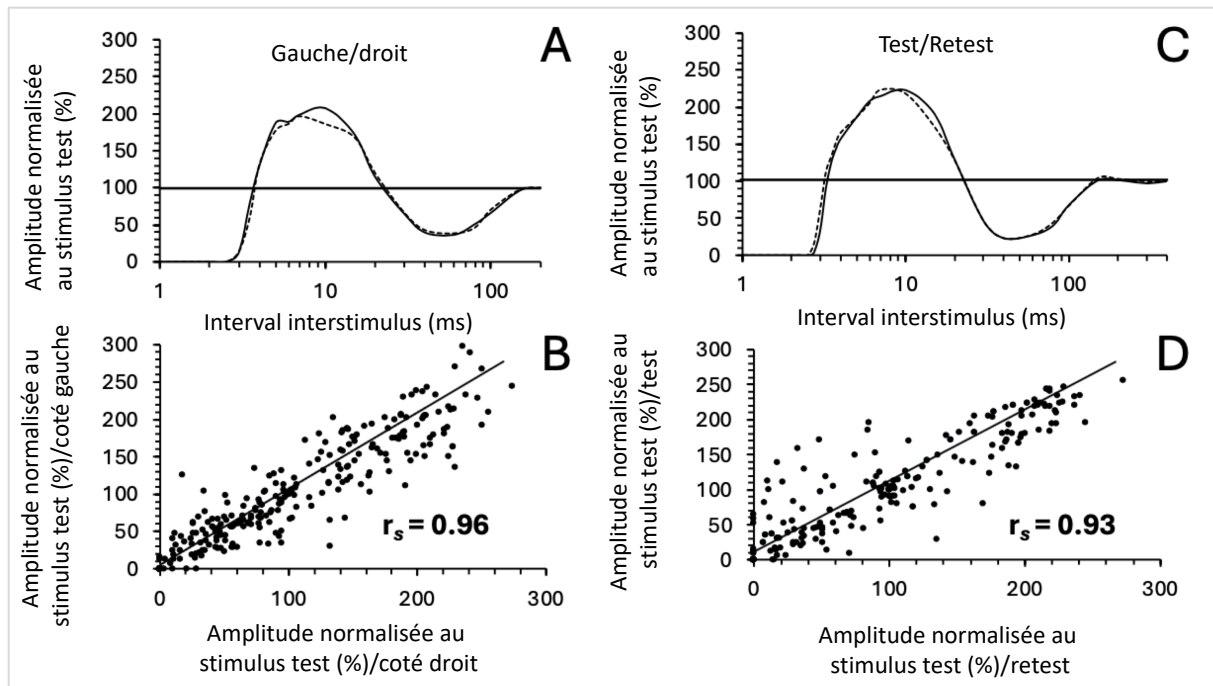 A
Gauche/droit
Amplitude normalisée
au stimulus test (%)
300
250
200
150
100
50
0
1
10
100
Interval interstimulus (ms)
C
Test/Retest
Amplitude normalisée
au stimulus test (%)
300
250
200
150
100
50
0
1
10
100
Interval interstimulus (ms)
B
Amplitude normalisée au
stimulus test (%)/coté gauche
300
250
200
150
100
50
0
rs = 0.96
0
100
200
300
Amplitude normalisée au
stimulus test (%)/coté droit
D
Amplitude normalisée au
stimulus test (%)/test
300
250
200
150
100
50
0
rs = 0.93
0
100
200
300
Amplitude normalisée au
stimulus test (%)/retest